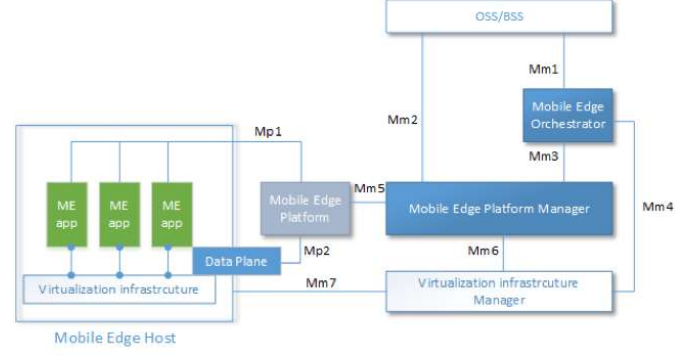 OSS/BSS
Mm1
Mobile Edge
Orchestrator
Mm2
Mp1
Mm3
ME
app
ME
app
ME
app
Mobile Edge
Platform
Mm5
Mobile Edge Platform Manager
Mm4
Data Plane
Mp2
Mm6
Virtualization infrastrcuture
Mm7
Virtualization infrastrcuture
Manager
Mobile Edge Host